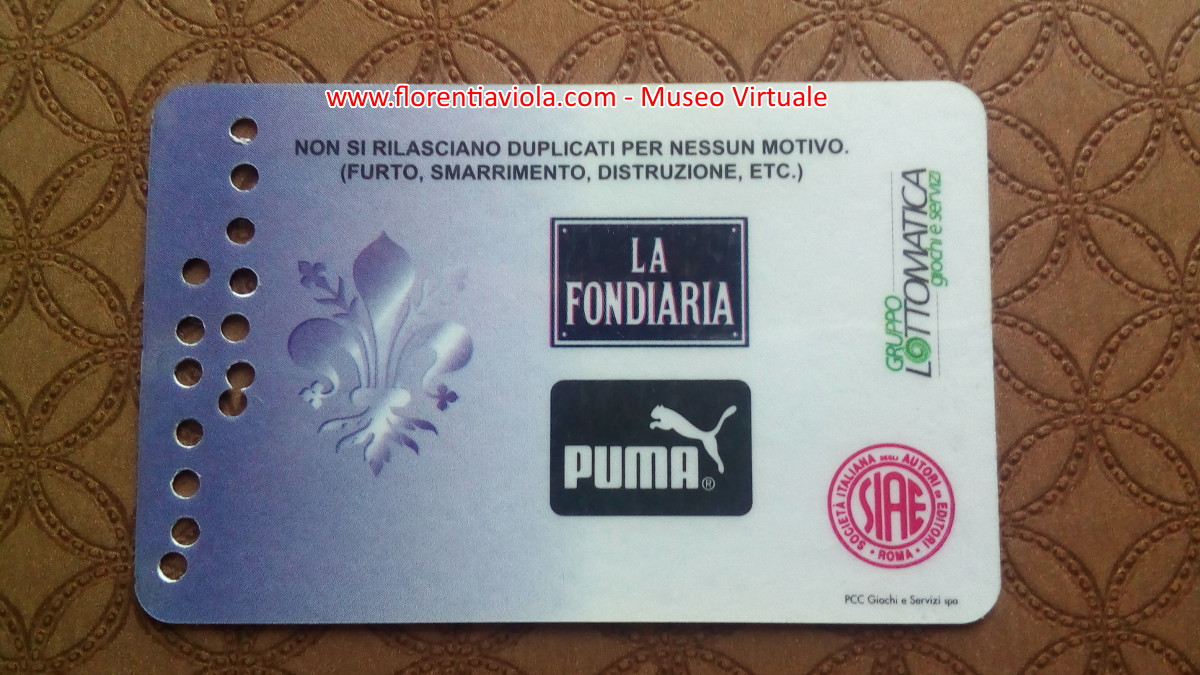 www.florentiaviola.com - Museo Virtuale
NON SI RILASCIANO DUPLICATI PER NESSUN MOTIVO.
(FURTO, SMARRIMENTO, DISTRUZIONE, ETC.)
LA
FONDIARIA
PUMA®
GRUPPO
LOTTOMATICA
giochi e servizi
SOCIETÀ ITALIANA DEGLI AUTORI ED EDITORI
SIAE
• ROMA •
PCC Giochi e Servizi spa